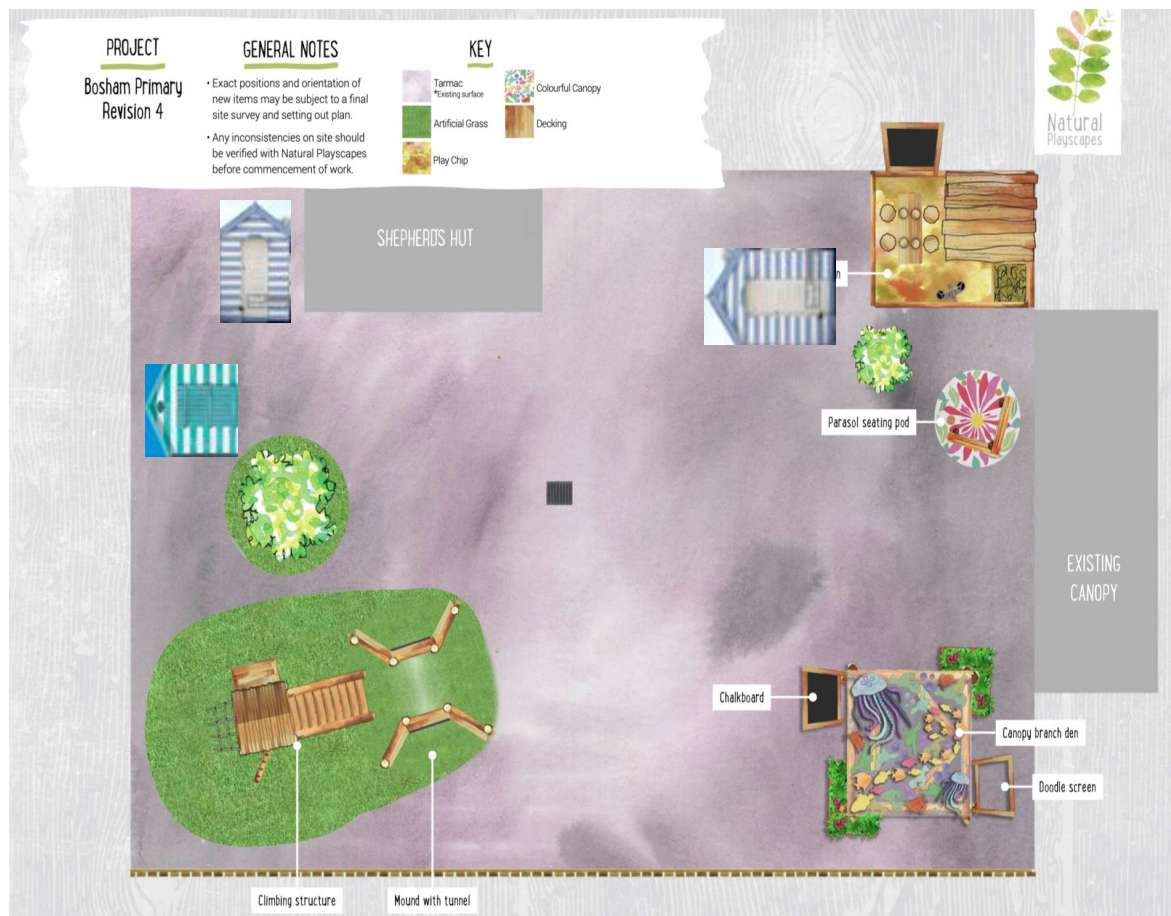 PROJECT
Bosham Primary
Revision 4
GENERAL NOTES
• Exact positions and orientation of
new items may be subject to a final
site survey and setting out plan.
• Any inconsistencies on site should
be verified with Natural Playscapes
before commencement of work.
KEY
Tarmac
*Existing surface
Artificial Grass
Play Chip
Colourful Canopy
Decking
Natural
Playscapes
SHEPHERD'S HUT
n
Parasol seating pod
EXISTING
CANOPY
Chalkboard
Canopy branch den
Doodle screen
Climbing structure
Mound with tunnel